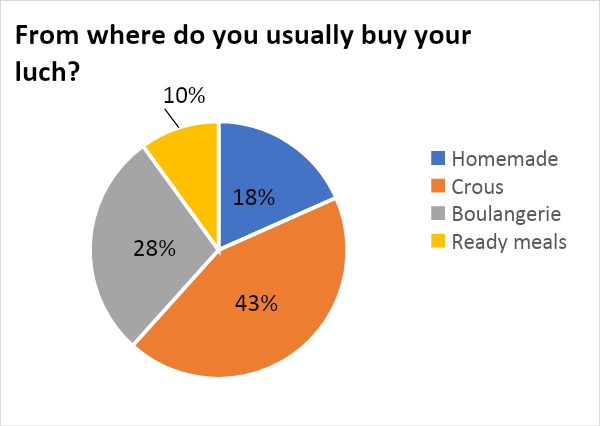 From where do you usually buy your
luch?
10%
18%
28%
43%
Homemade
Crous
Boulangerie
Ready meals